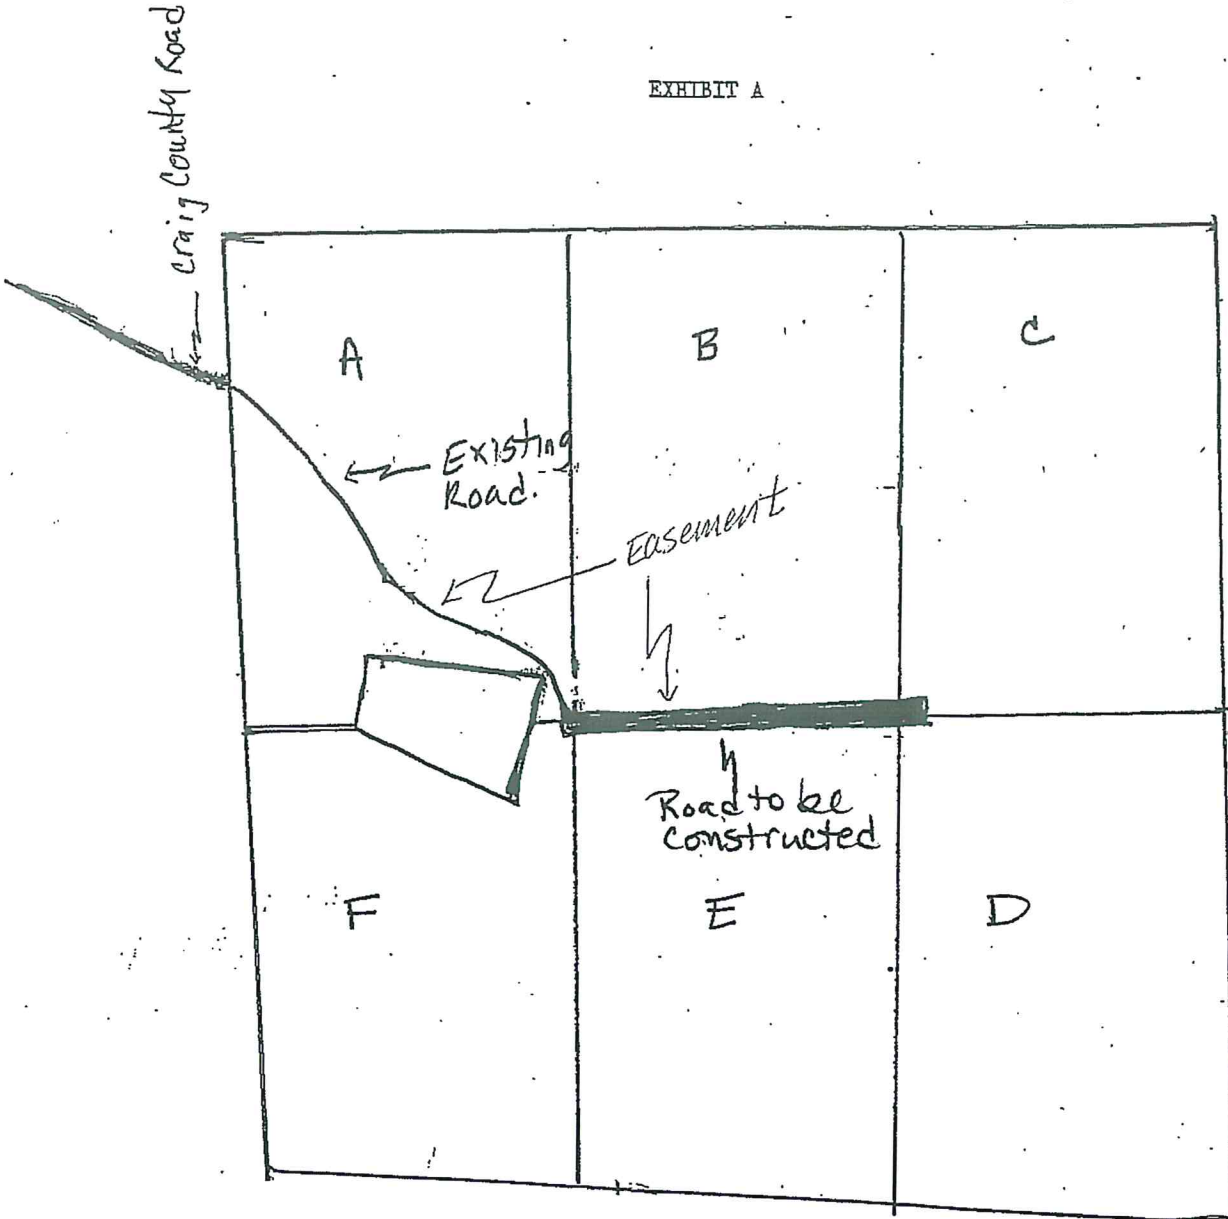 EXHIBIT A
Craig County Road
A
B
C
Existing
Road.
Easement
Road to be
constructed
F
E
D